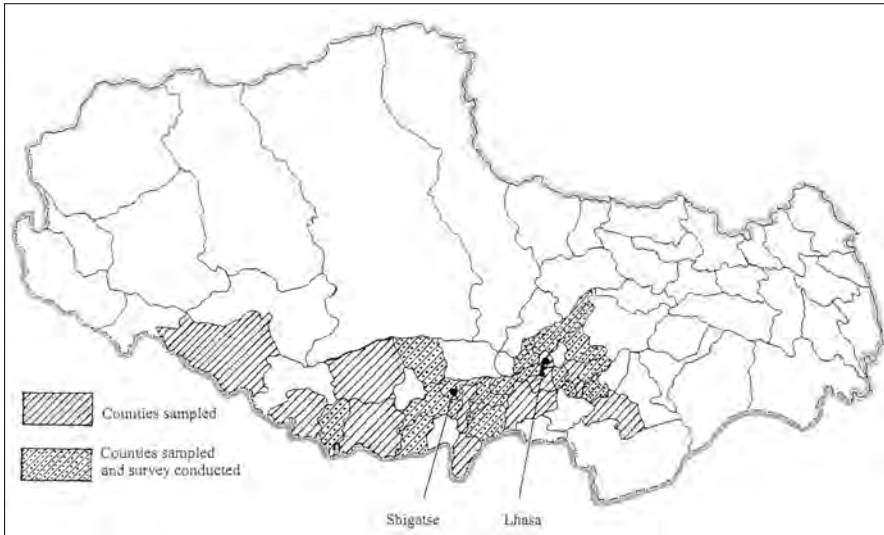 Counties sampled
Counties sampled
and survey conducted
Shigatse
Lhasa